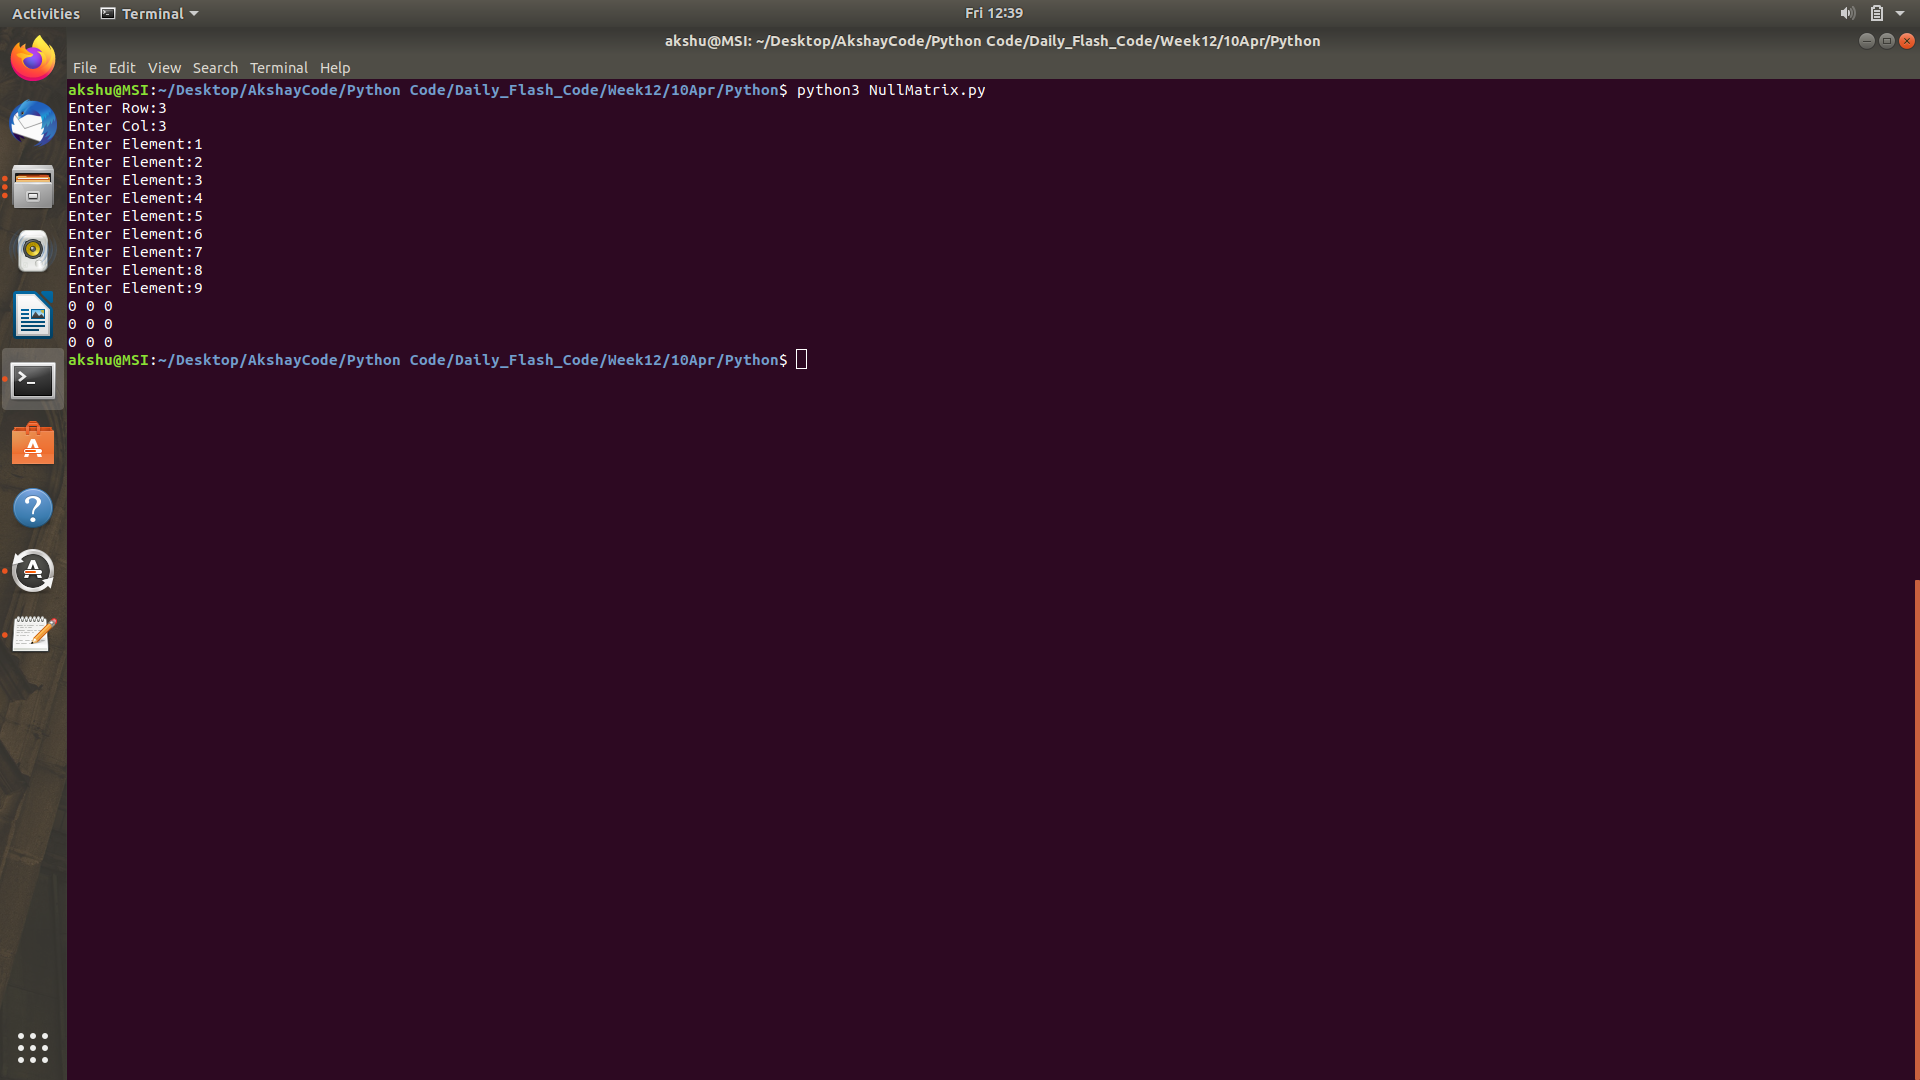 Activities Terminal Fri 12:39
akshu@MSI: ~/Desktop/AkshayCode/Python Code/Daily_Flash_Code/Week12/10Apr/Python
File Edit View Search Terminal Help
akshu@MSI:~/Desktop/AkshayCode/Python Code/Daily_Flash_Code/Week12/10Apr/Python$ python3 NullMatrix.py
Enter Row:3
Enter Col:3
Enter Element:1
Enter Element:2
Enter Element:3
Enter Element:4
Enter Element:5
Enter Element:6
Enter Element:7
Enter Element:8
Enter Element:9
0 0 0
0 0 0
0 0 0
akshu@MSI:~/Desktop/AkshayCode/Python Code/Daily_Flash_Code/Week12/10Apr/Python$